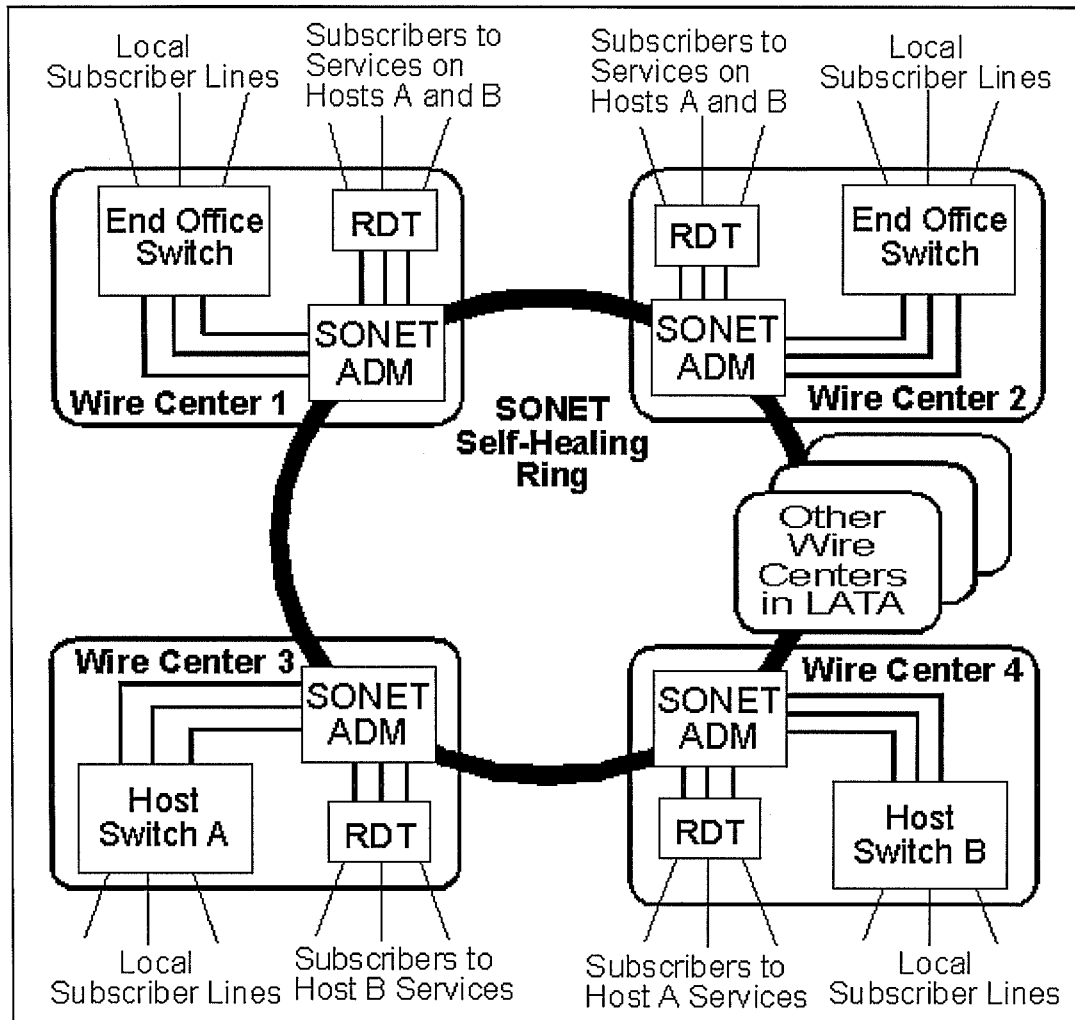 Local
Subscriber Lines
Subscribers to
Services on
Hosts A and B
Subscribers to
Services on
Hosts A and B
Local
Subscriber Lines
End Office
Switch
RDT
SONET
ADM
Wire Center 1
RDT
SONET
ADM
End Office
Switch
Wire Center 2
SONET
Self-Healing
Ring
Other
Wire
Centers
in LATA
Wire Center 3
SONET
ADM
Host
Switch A
RDT
Wire Center 4
SONET
ADM
RDT
Host
Switch B
Local
Subscriber Lines
Subscribers to
Host B Services
Subscribers to
Host A Services
Local
Subscriber Lines